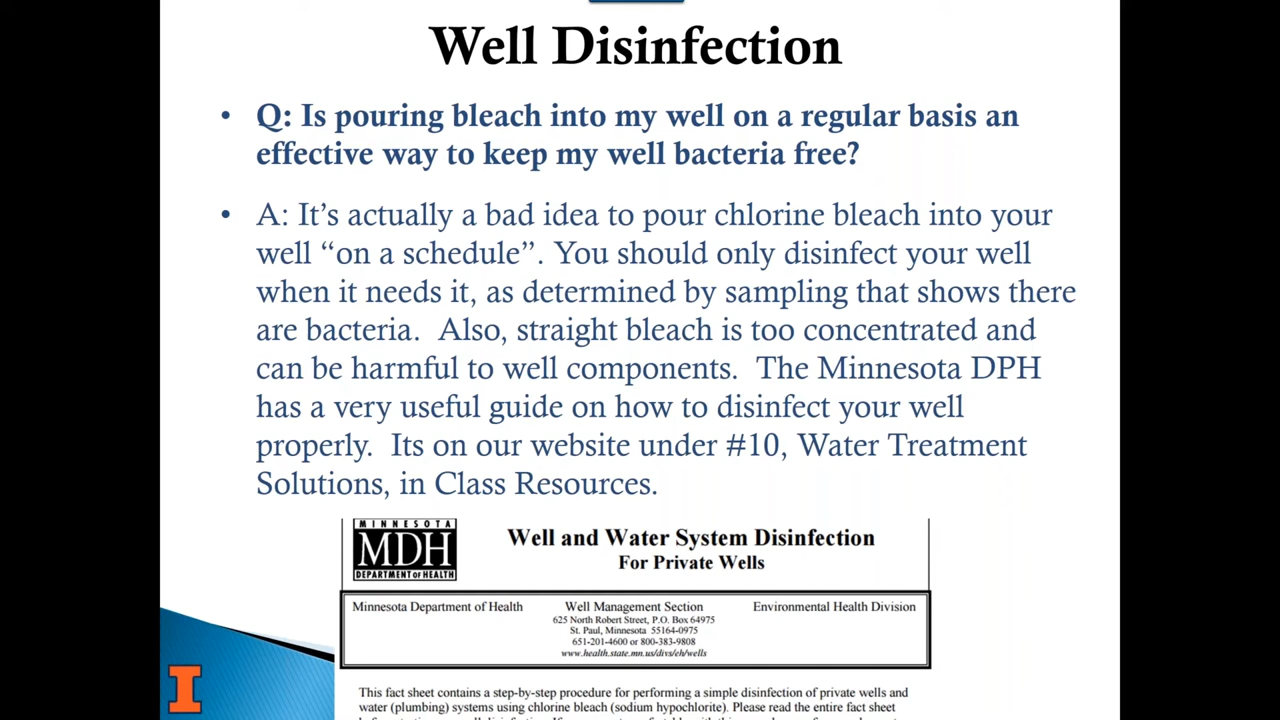 Well Disinfection
• Q: Is pouring bleach into my well on a regular basis an
effective way to keep my well bacteria free?
• A: It’s actually a bad idea to pour chlorine bleach into your
well “on a schedule”. You should only disinfect your well
when it needs it, as determined by sampling that shows there
are bacteria. Also, straight bleach is too concentrated and
can be harmful to well components. The Minnesota DPH
has a very useful guide on how to disinfect your well
properly. Its on our website under #10, Water Treatment
Solutions, in Class Resources.
MINNESOTA
MDH
DEPARTMENT OF HEALTH
Well and Water System Disinfection
For Private Wells
Minnesota Department of Health
Well Management Section
625 North Robert Street, P.O. Box 64975
St. Paul, Minnesota 55164-0975
651-201-4600 or 800-383-9808
www.health.state.mn.us/divs/eh/wells
Environmental Health Division
I
This fact sheet contains a step-by-step procedure for performing a simple disinfection of private wells and
water (plumbing) systems using chlorine bleach (sodium hypochlorite). Please read the entire fact sheet